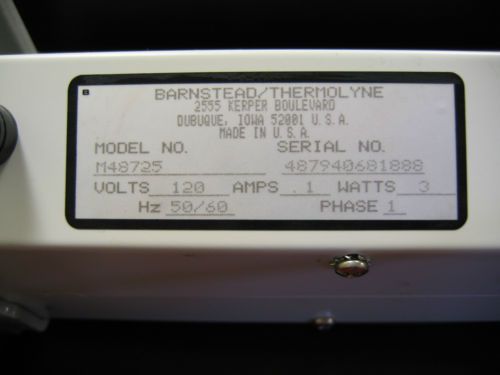 BARNSTEAD/THERMOLYNE
2555 KERPER BOULEVARD
DUBUQUE, IOWA 52001 U.S.A.
MADE IN U.S.A.
MODEL NO. SERIAL NO.
M48725 487940681888
VOLTS 120 AMPS .1 WATTS 3
Hz 50/60 PHASE 1